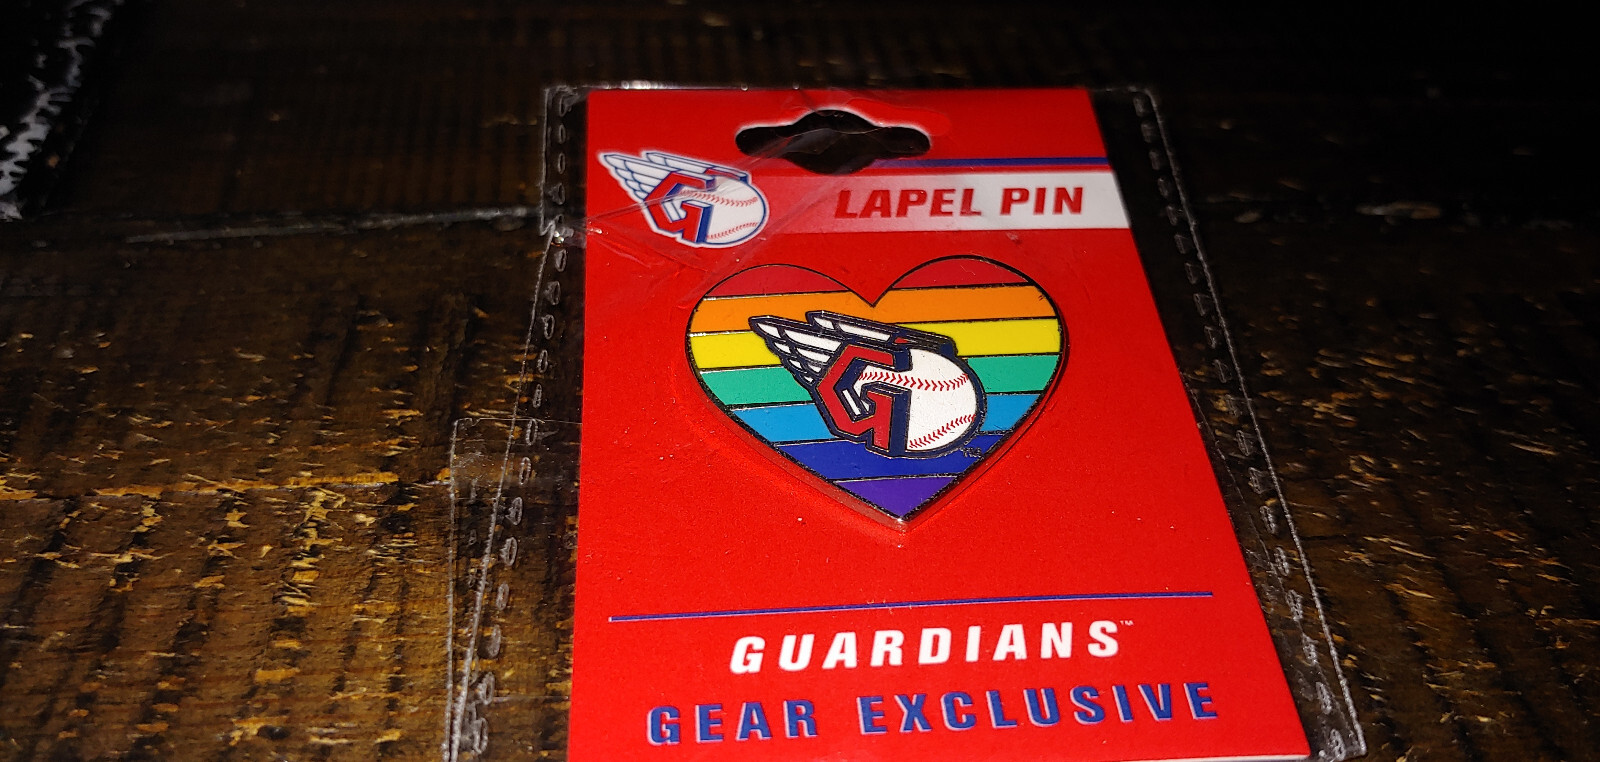 LAPEL PIN
GUARDIANS™
GEAR EXCLUSIVE